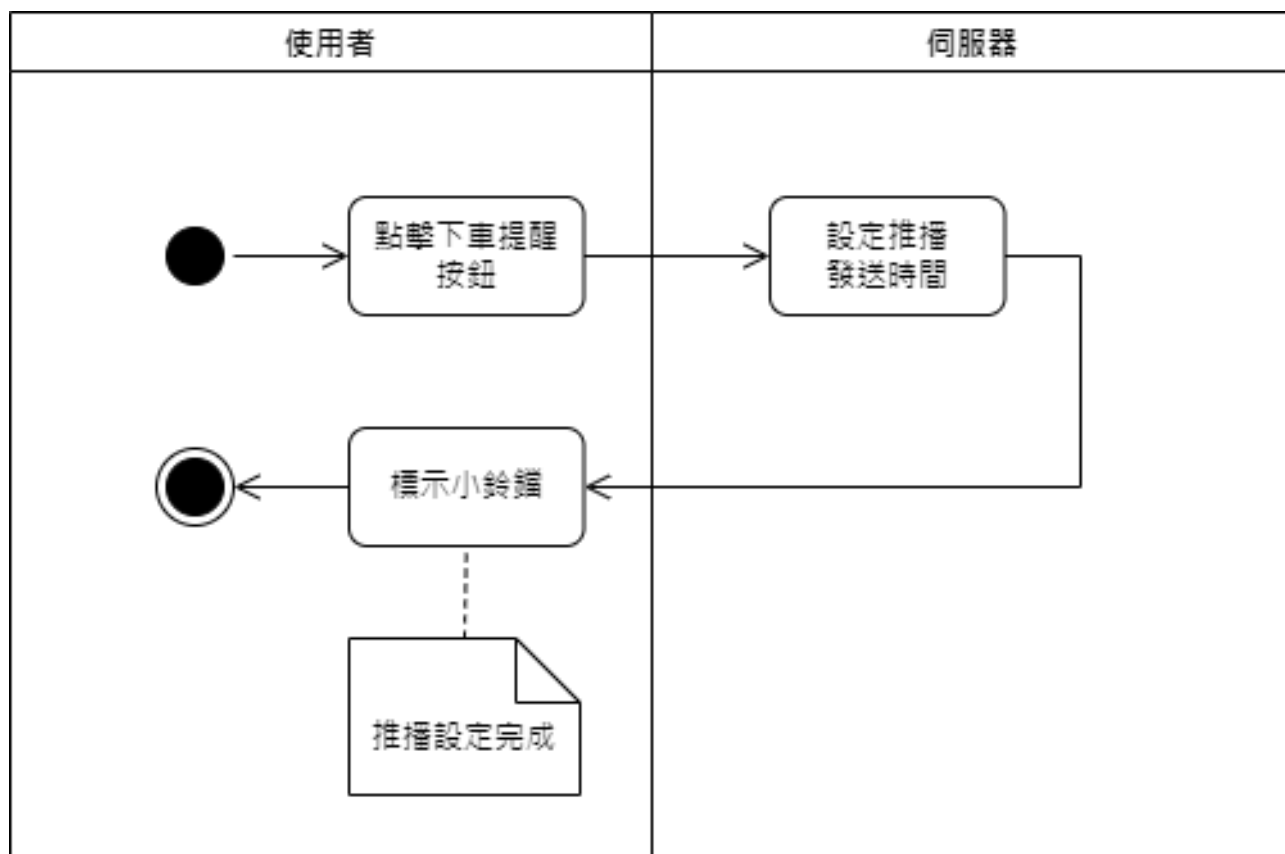 使用者
伺服器
點擊下車提醒
按鈕
設定推播
發送時間
標示小鈴鐺
推播設定完成